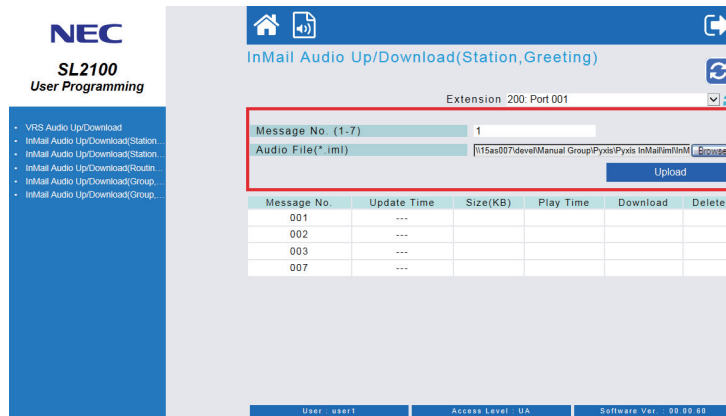 NEC
SL2100
User Programming
VRS Audio Up/Download
InMail Audio Up/Download(Station...
InMail Audio Up/Download(Station...
InMail Audio Up/Download(Routin...
InMail Audio Up/Download(Group,...
InMail Audio Up/Download(Group,...
InMail Audio Up/Download(Station,Greeting)
Extension 200: Port 001
Message No. (1-7) 1
Audio File(*.iml) \\15as007\devel\Manual Group\Pyxis\Pyxis InMail\iml\InM Browse
Upload
Message No. Update Time Size(KB) Play Time Download Delete
001 ---
002 ---
003 ---
007 ---
User : user1 Access Level : UA Software Ver. : 00.00.60